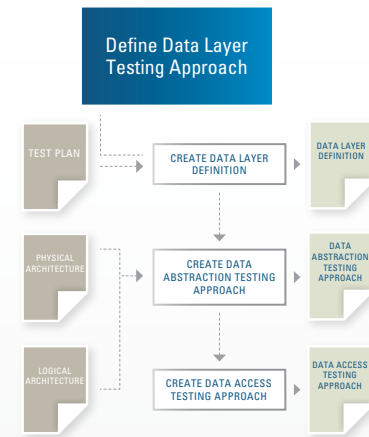 Define Data Layer
Testing Approach
TEST PLAN
CREATE DATA LAYER
DEFINITION
DATA LAYER
DEFINITION
PHYSICAL
ARCHITECTURE
CREATE DATA
ABSTRACTION TESTING
APPROACH
DATA
ABSTRACTION
TESTING
APPROACH
LOGICAL
ARCHITECTURE
CREATE DATA ACCESS
TESTING APPROACH
DATA ACCESS
TESTING
APPROACH